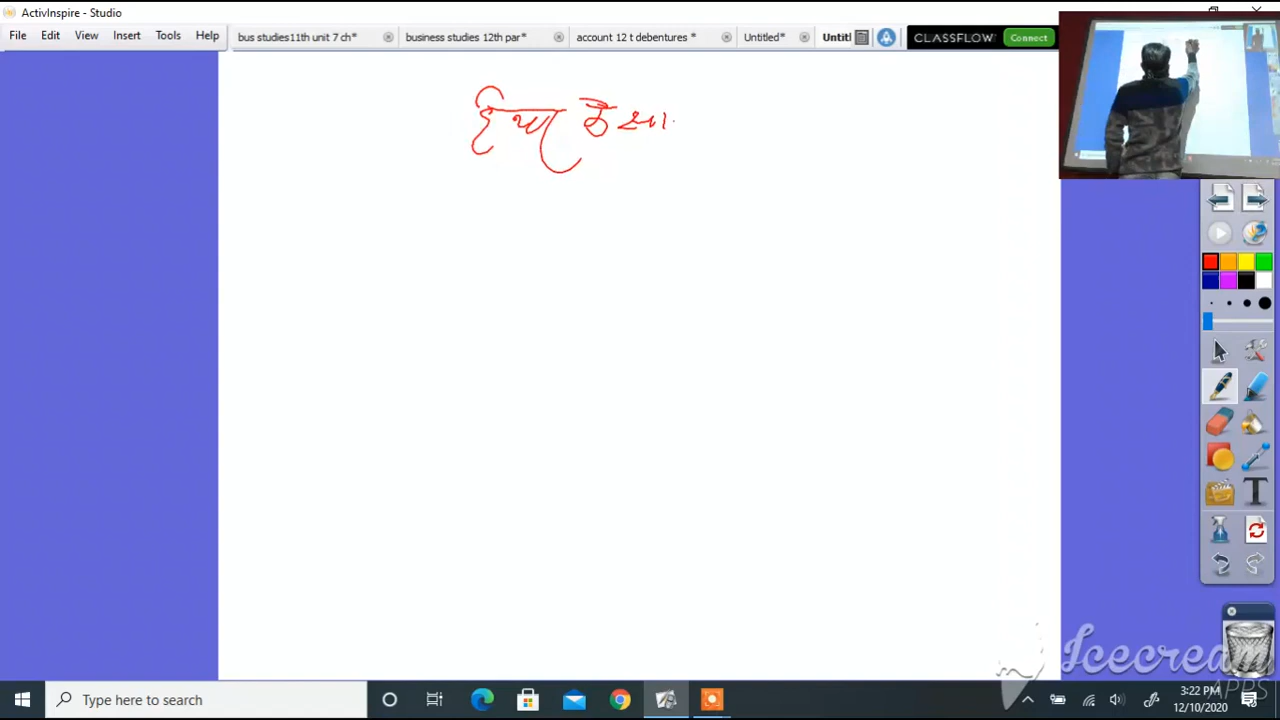 ActivInspire - Studio
File Edit View Insert Tools Help
bus studies11th unit 7 ch* business studies 12th par* account 12 t debentures * Untitled* Untitl CLASSFLOW Connect
के
T
Icecream
APPS
Type here to search
3:22 PM
12/10/2020